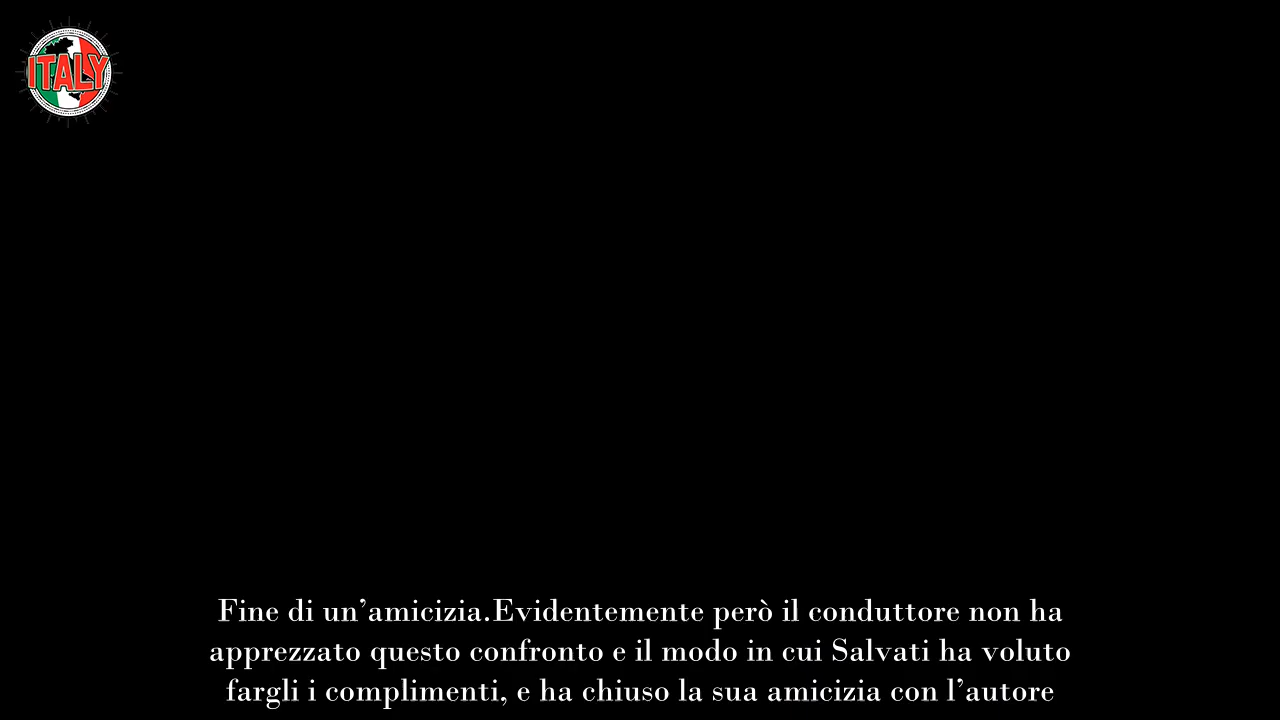 ITALY
Fine di un’amicizia.Evidentemente però il conduttore non ha
apprezzato questo confronto e il modo in cui Salvati ha voluto
fargli i complimenti, e ha chiuso la sua amicizia con l’autore